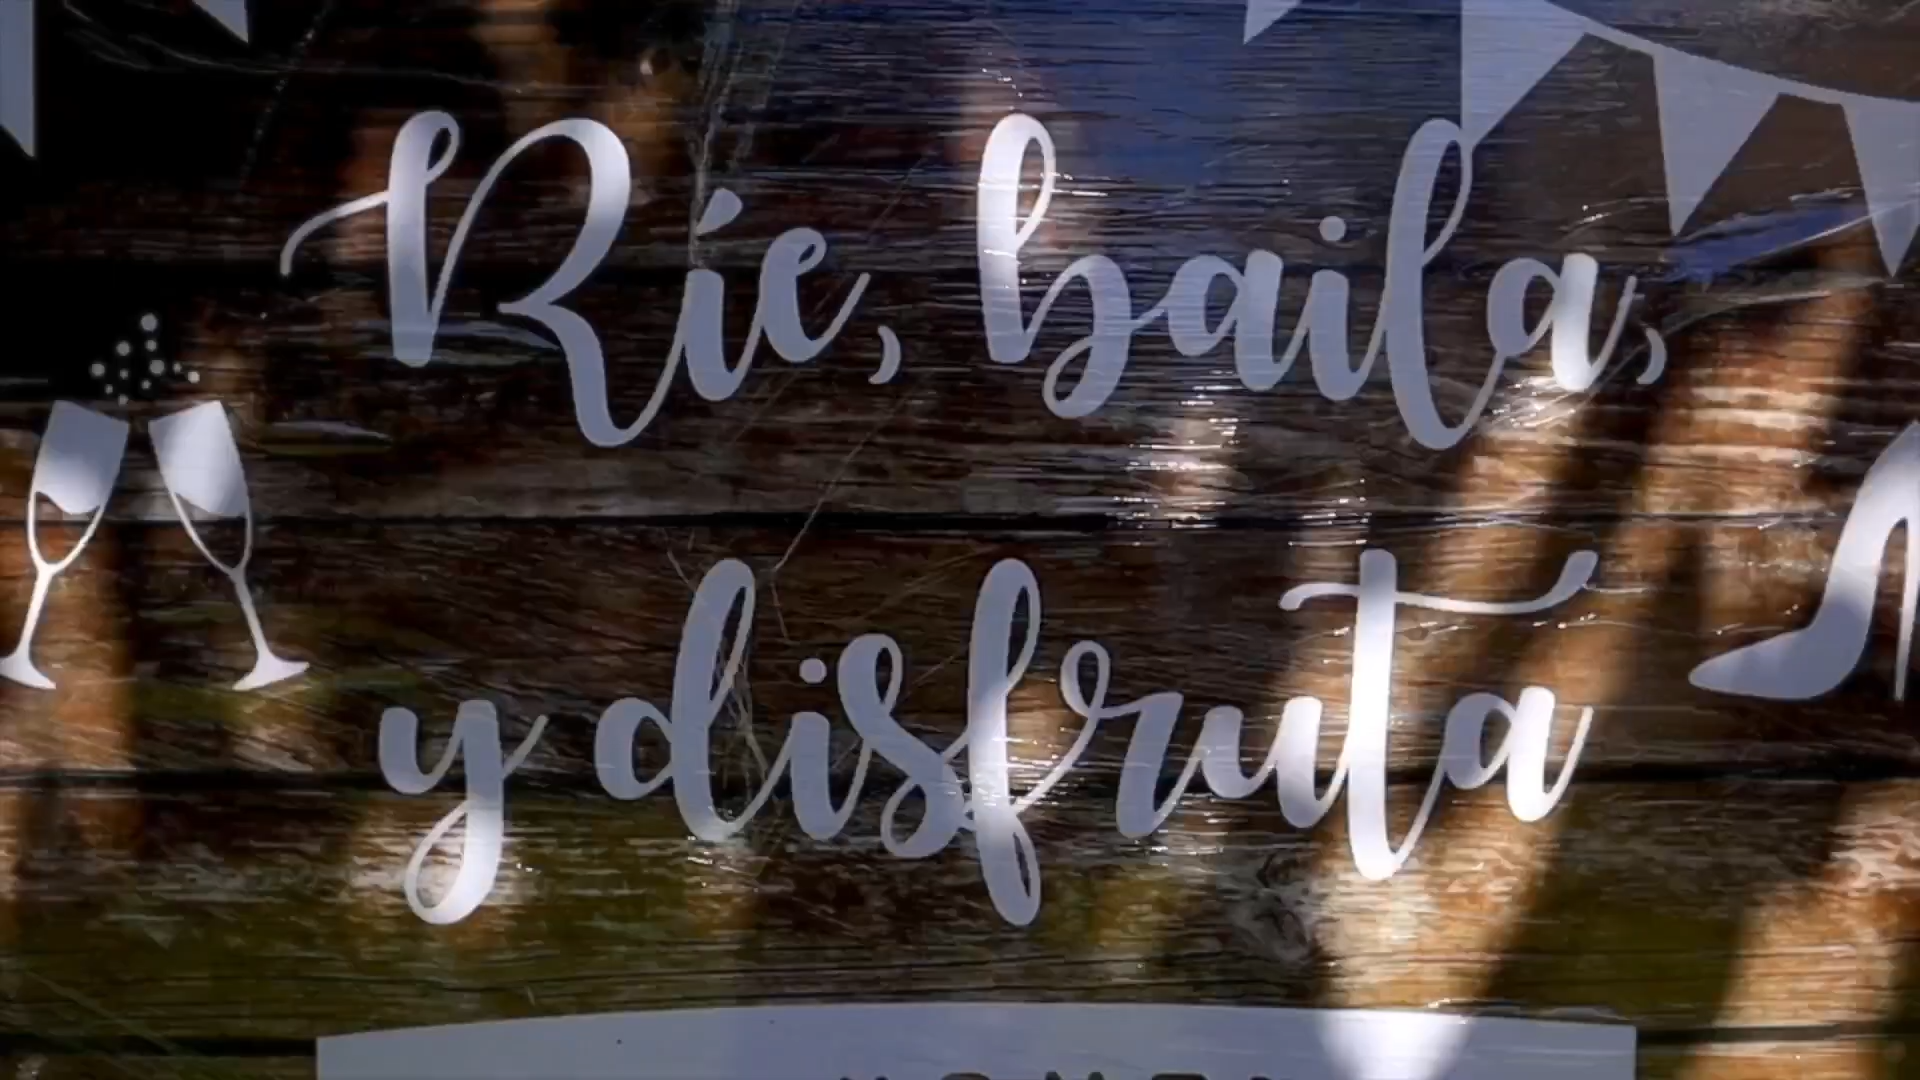 Ríe, baila,
y disfruta